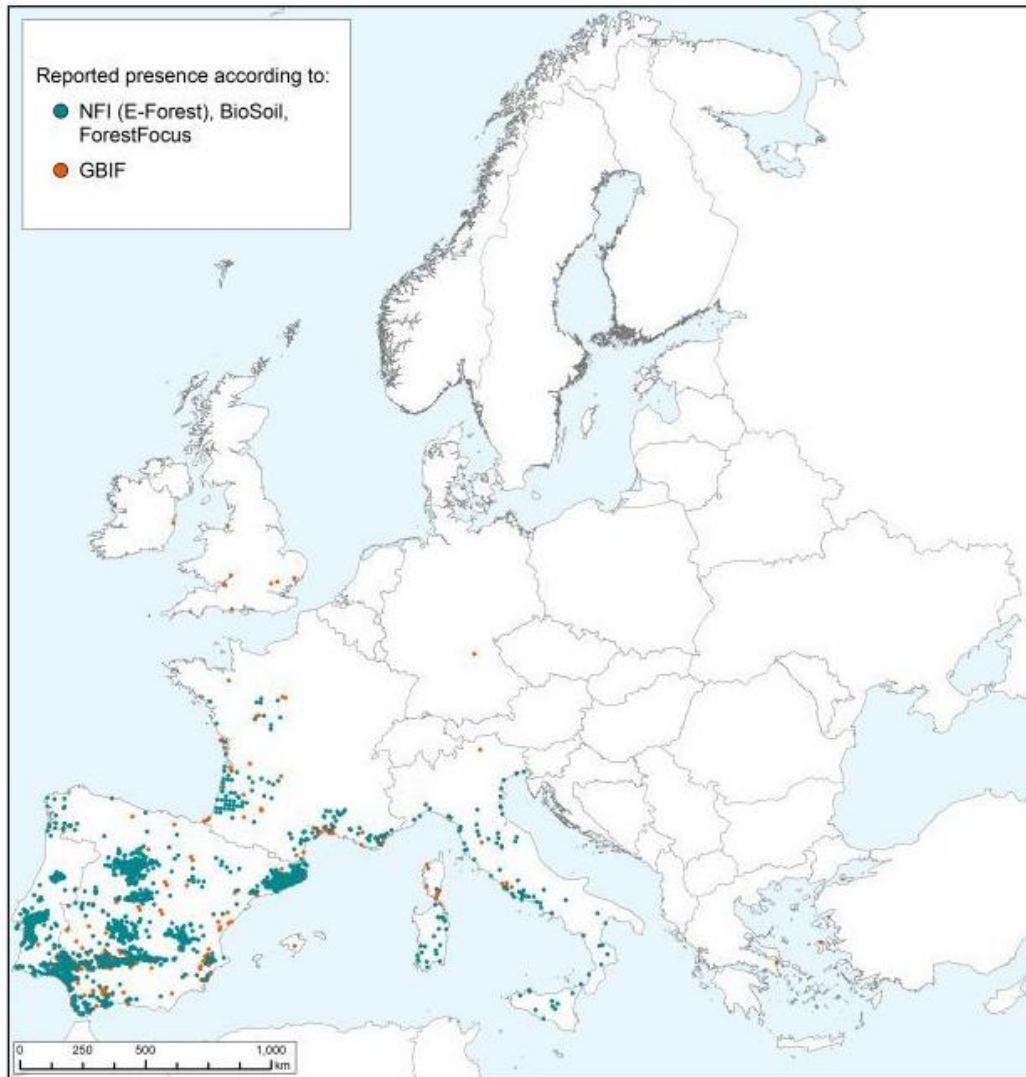 Reported presence according to:
NFI (E-Forest), BioSoil,
ForestFocus
GBIF
0 250 500 1,000
km